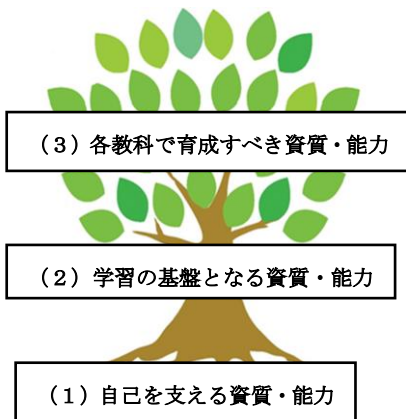 （３）各教科で育成すべき資質・能力
（２）学習の基盤となる資質・能力
（１）自己を支える資質・能力